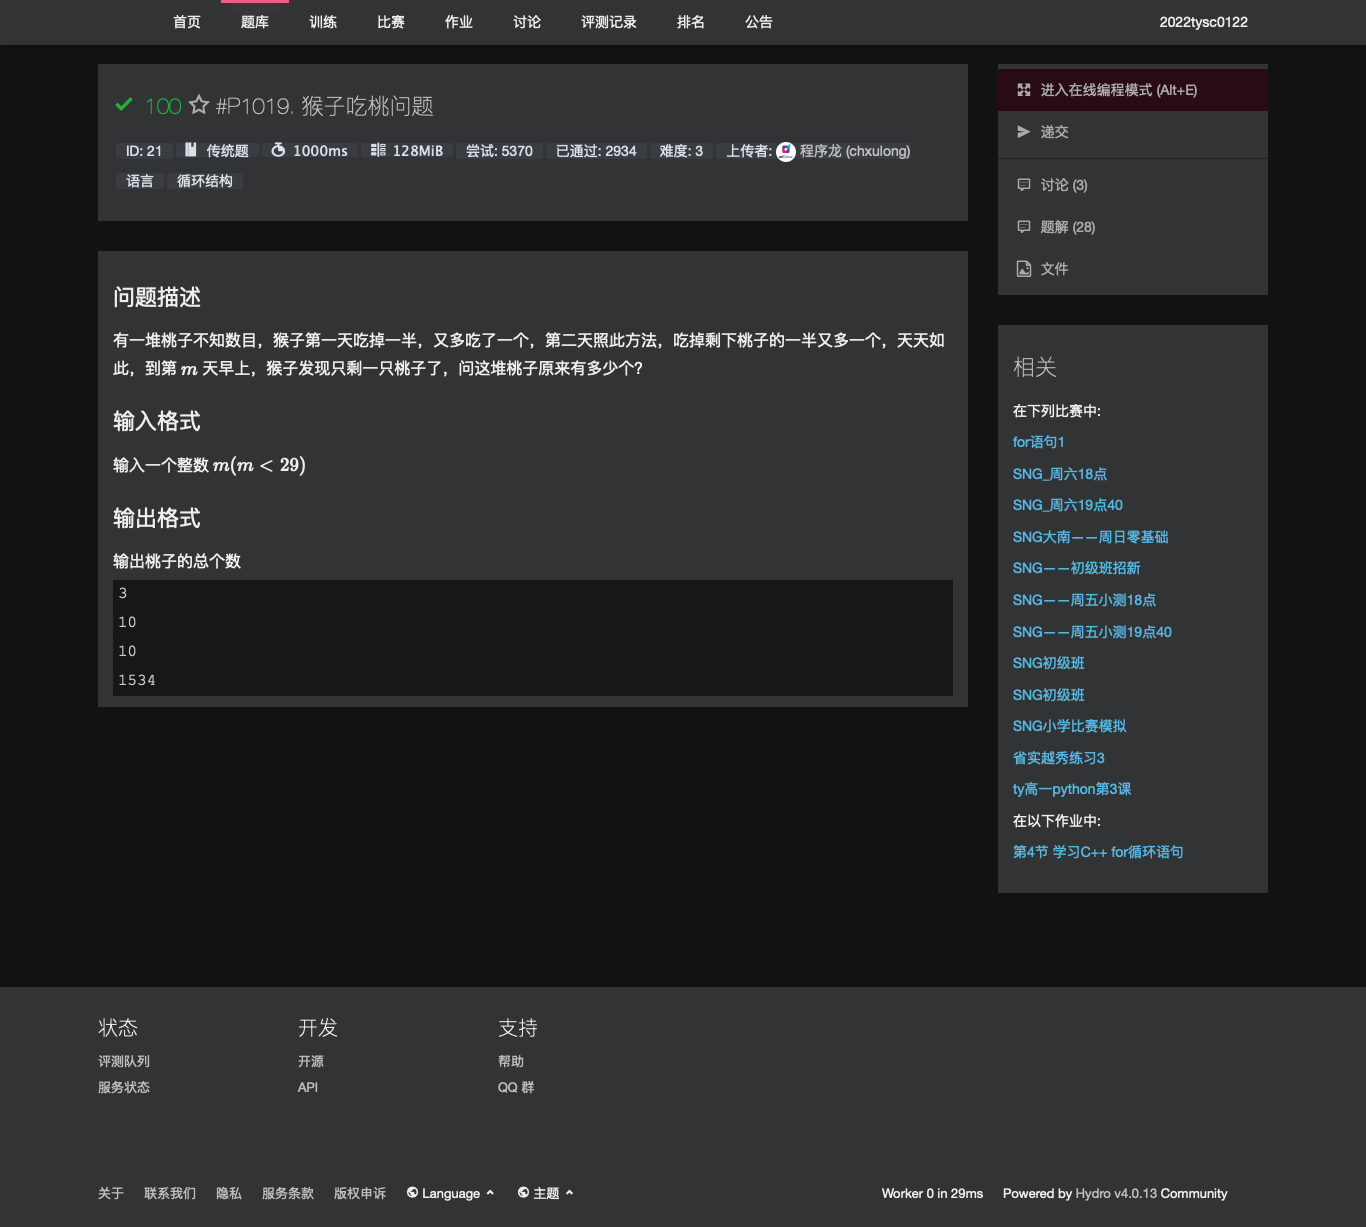 首页 题库 训练 比赛 作业 讨论 评测记录 排名 公告 2022tysc0122
100 #P1019. 猴子吃桃问题
ID: 21 传统题 1000ms 128MiB 尝试: 5370 已通过: 2934 难度: 3 上传者: 程序龙 (chxulong)
语言 循环结构
问题描述
有一堆桃子不知数目，猴子第一天吃掉一半，又多吃了一个，第二天照此方法，吃掉剩下桃子的一半又多一个，天天如
此，到第 m 天早上，猴子发现只剩一只桃子了，问这堆桃子原来有多少个?
输入格式
输入一个整数 m(m < 29)
输出格式
输出桃子的总个数
3
10
10
1534
进入在线编程模式 (Alt+E)
递交
讨论 (3)
题解 (28)
文件
相关
在下列比赛中:
for语句1
SNG_周六18点
SNG_周六19点40
SNG大南——周日零基础
SNG——初级班招新
SNG——周五小测18点
SNG——周五小测19点40
SNG初级班
SNG初级班
SNG小学比赛模拟
省实越秀练习3
ty高一python第3课
在以下作业中:
第4节 学习C++ for循环语句
状态 开发 支持
评测队列 开源 帮助
服务状态 API QQ 群
关于 联系我们 隐私 服务条款 版权申诉 Language 主题 Worker 0 in 29ms Powered by Hydro v4.0.13 Community